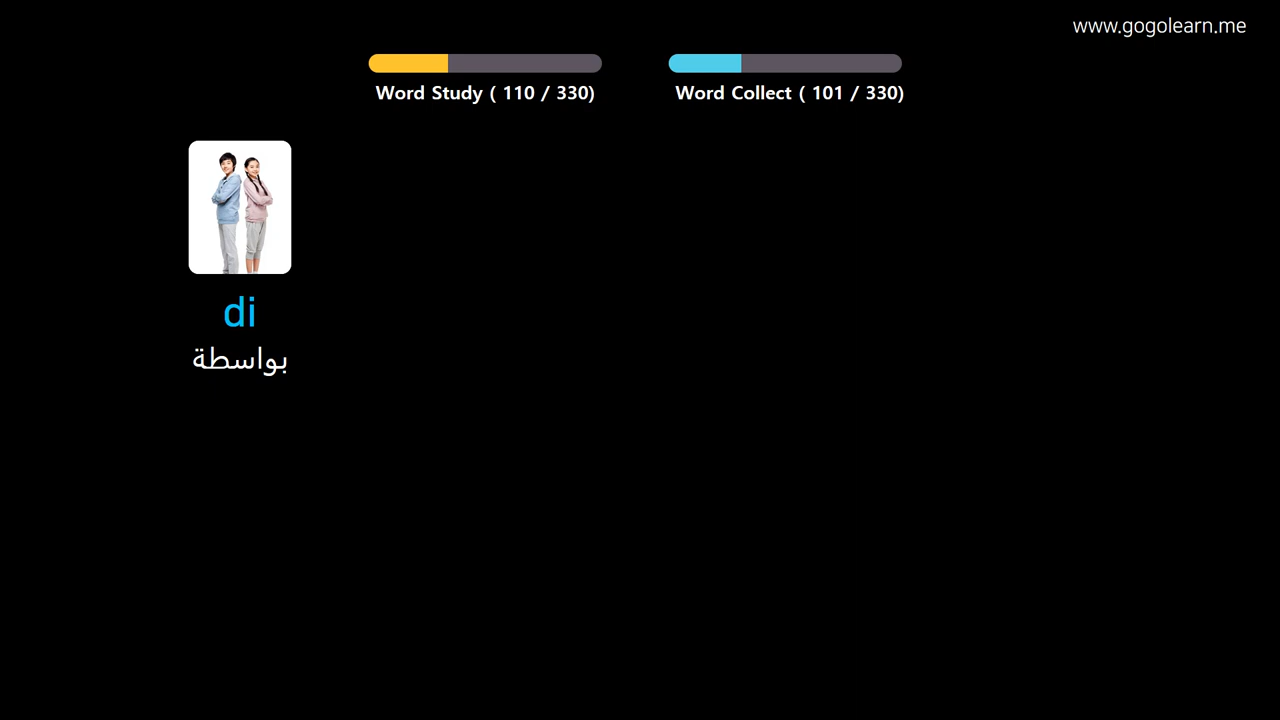 www.gogolearn.me
Word Study ( 110 / 330)
Word Collect ( 101 / 330)
di
بواسطة